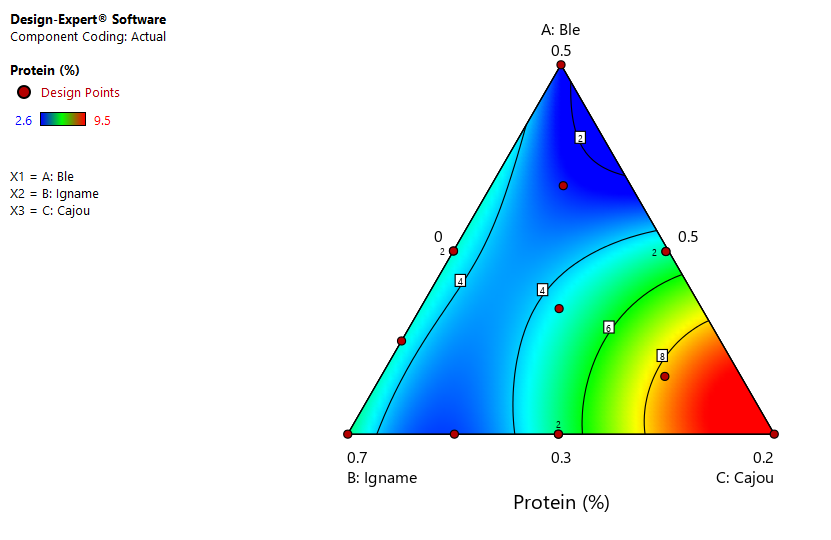 Design-Expert® Software
Component Coding: Actual
Protein (%)
Design Points
2.6 9.5
X1 = A: Ble
X2 = B: Igname
X3 = C: Cajou
A: Ble
0.5
2
0 0.5
2 2
4
4
6
8
2
0.7 0.3 0.2
B: Igname C: Cajou
Protein (%)